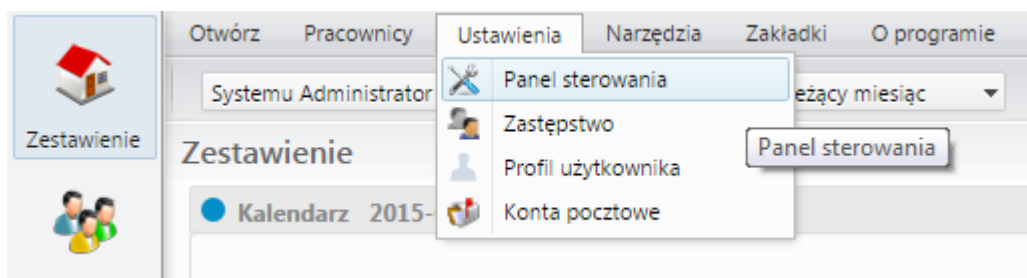 Otwórz Pracownicy Ustawienia Narzędzia Zakładki O programie
Systemu Administrator
Panel sterowania
eżący miesiąc
Zastępstwo
Panel sterowania
Profil użytkownika
Konta pocztowe
Zestawienie
Zestawienie
Kalendarz 2015-